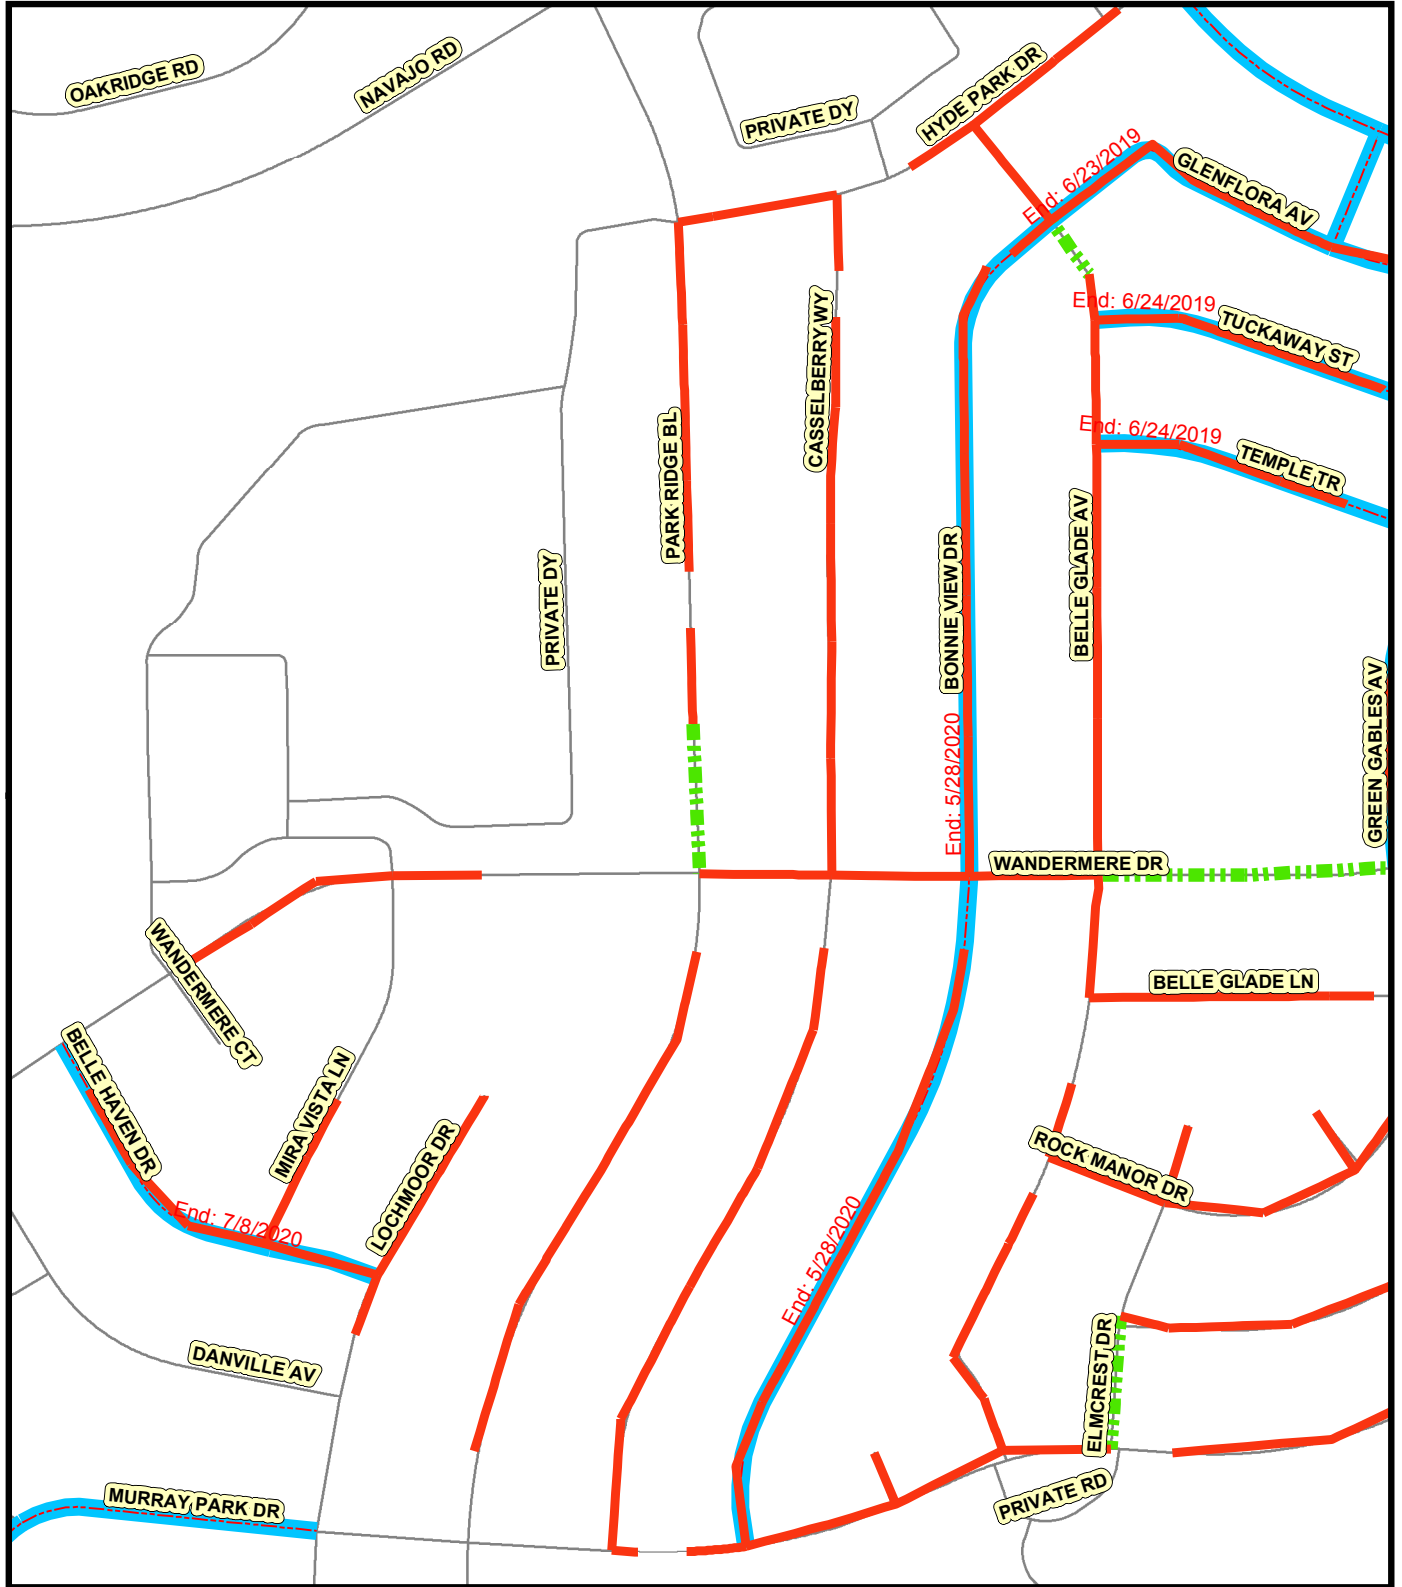 OAKRIDGE RD
NAVAJO RD
PRIVATE DY
HYDE PARK DR
End: 6/23/2019
GLENFLORA AV
End: 6/24/2019
TUCKAWAY ST
CASSELBERRY WY
End: 6/24/2019
TEMPLE TR
PARK RIDGE BL
BELLE GLADE AV
BONNIE VIEW DR
PRIVATE DY
GREEN GABLES AV
End: 5/28/2020
WANDERMERE DR
WANDERMERE CT
BELLE GLADE LN
BELLE HAVEN DR
MIRA VISTA LN
LOCHMOOR DR
ROCK MANOR DR
End: 7/8/2020
End: 5/28/2020
DANVILLE AV
ELMCREST DR
MURRAY PARK DR
PRIVATE RD